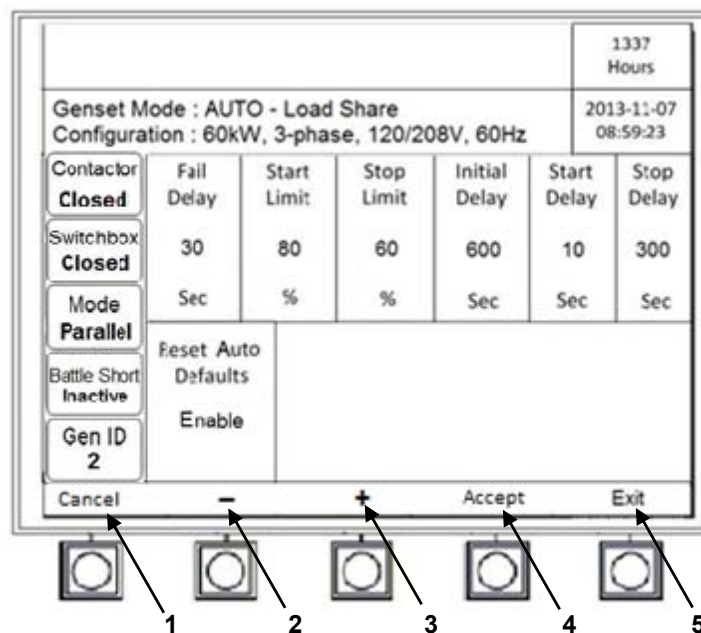 1337
Hours
Genset Mode : AUTO - Load Share
Configuration : 60kW, 3-phase, 120/208V, 60Hz
2013-11-07
08:59:23
Contactor
Closed
Switchbox
Closed
Mode
Parallel
Battle Short
Inactive
Gen ID
2
Fail
Delay
30
Sec
Start
Limit
80
%
Stop
Limit
60
%
Initial
Delay
600
Sec
Start
Delay
10
Sec
Stop
Delay
300
Sec
Reset Auto
Defaults
Enable
Cancel
–
+
Accept
Exit
1
2
3
4
5